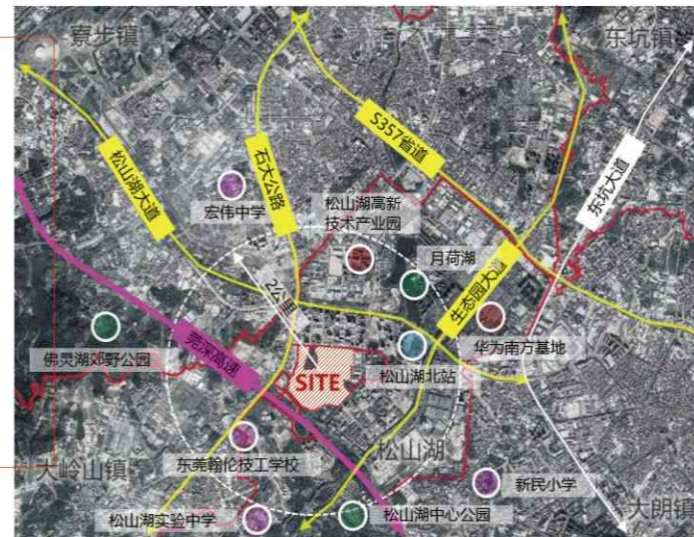 寮步镇
东坑镇
S357省道
松山湖大道
石大公路
东坑大道
宏伟中学
松山湖高新
技术产业园
月荷湖
2公里
生态园大道
华为南方基地
佛灵湖郊野公园
莞深高速
松山湖北站
SITE
松山湖
大岭山镇
东莞翰伦技工学校
新民小学
松山湖实验中学
松山湖中心公园
大朗镇